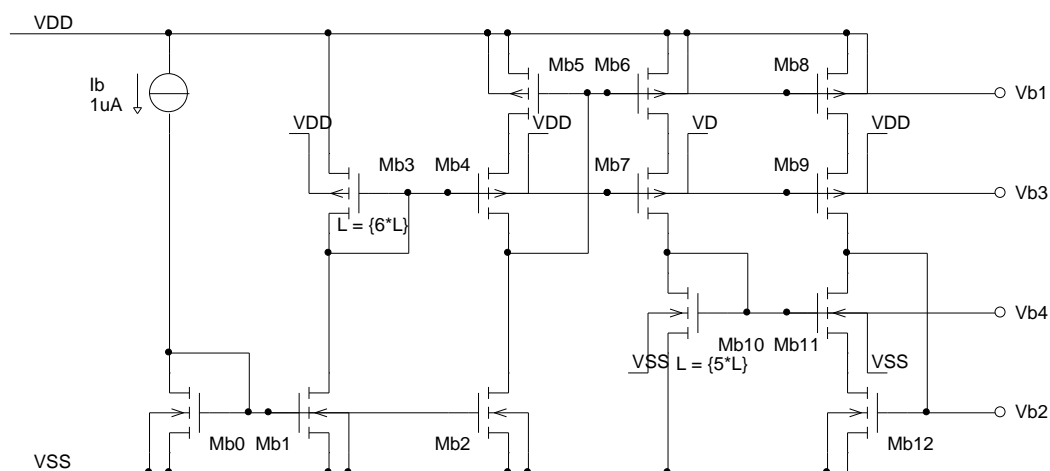 VDD
Ib
1uA
Mb5 Mb6
Mb8
Vb1
VDD
VDD
VD
VDD
Mb3 Mb4
Mb7
Mb9
Vb3
L = {6*L}
Vb4
Mb10 Mb11
VSS
L = {5*L}
VSS
Mb0 Mb1
Mb2
Mb12
Vb2
VSS